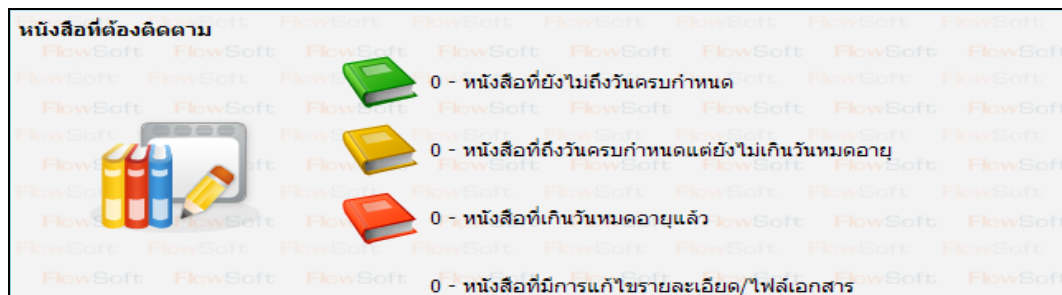 หนังสือที่ต้องติดตาม
0 - หนังสือที่ยังไม่ถึงวันครบกำหนด
0 - หนังสือที่ถึงวันครบกำหนดแต่ยังไม่เกินวันหมดอายุ
0 - หนังสือที่เกินวันหมดอายุแล้ว
0 - หนังสือที่มีการแก้ไขรายละเอียด/ไฟล์เอกสาร